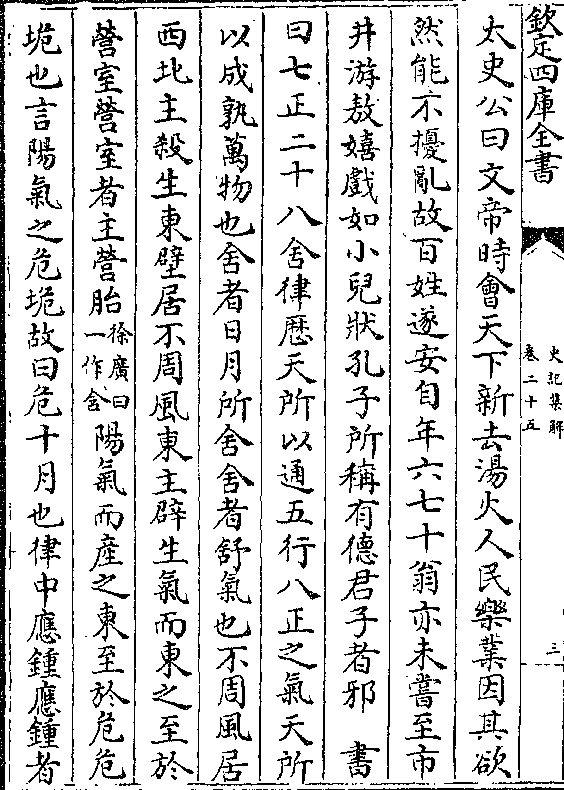 欽定四庫全書
史記集解
卷二十五
三
太史公曰文帝時會天下新去湯火人民樂業因其欲
然能不擾亂故百姓遂安自年六七十翁亦未嘗至市
井游敖嬉戲如小兒狀孔子所稱有德君子者邪 書
曰七正二十八舍律歴天所以通五行八正之氣天所
以成孰萬物也舍者日月所舍舍者舒氣也不周風居
西北主殺生東壁居不周風東主辟生氣而東之至於
營室營室者主營胎徐廣曰一作含陽氣而産之東至於危危
垝也言陽氣之危垝故曰危十月也律中應鍾應鍾者